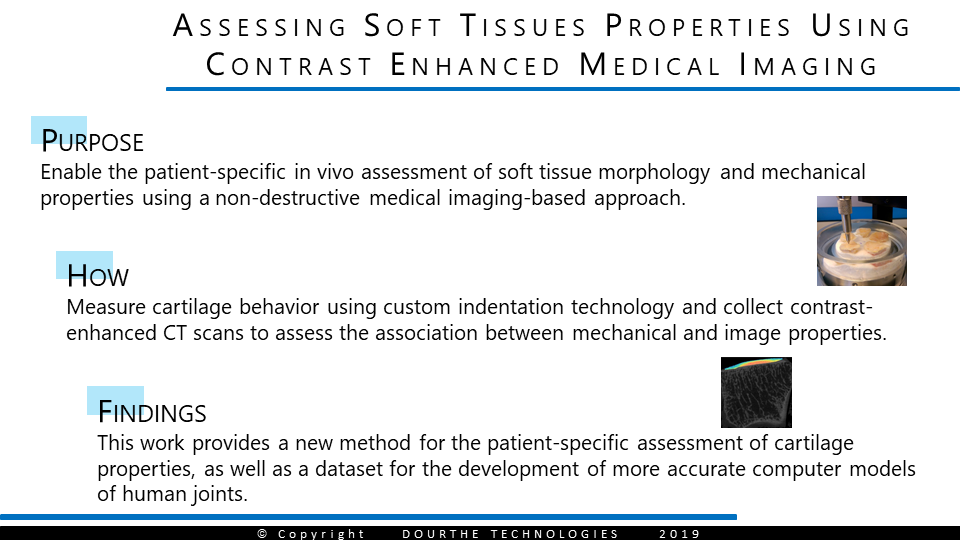 Assessing Soft Tissues Properties Using
Contrast Enhanced Medical Imaging
Purpose
Enable the patient-specific in vivo assessment of soft tissue morphology and mechanical
properties using a non-destructive medical imaging-based approach.
How
Measure cartilage behavior using custom indentation technology and collect contrast-
enhanced CT scans to assess the association between mechanical and image properties.
Findings
This work provides a new method for the patient-specific assessment of cartilage
properties, as well as a dataset for the development of more accurate computer models
of human joints.
© Copyright DOURTHE TECHNOLOGIES 2019